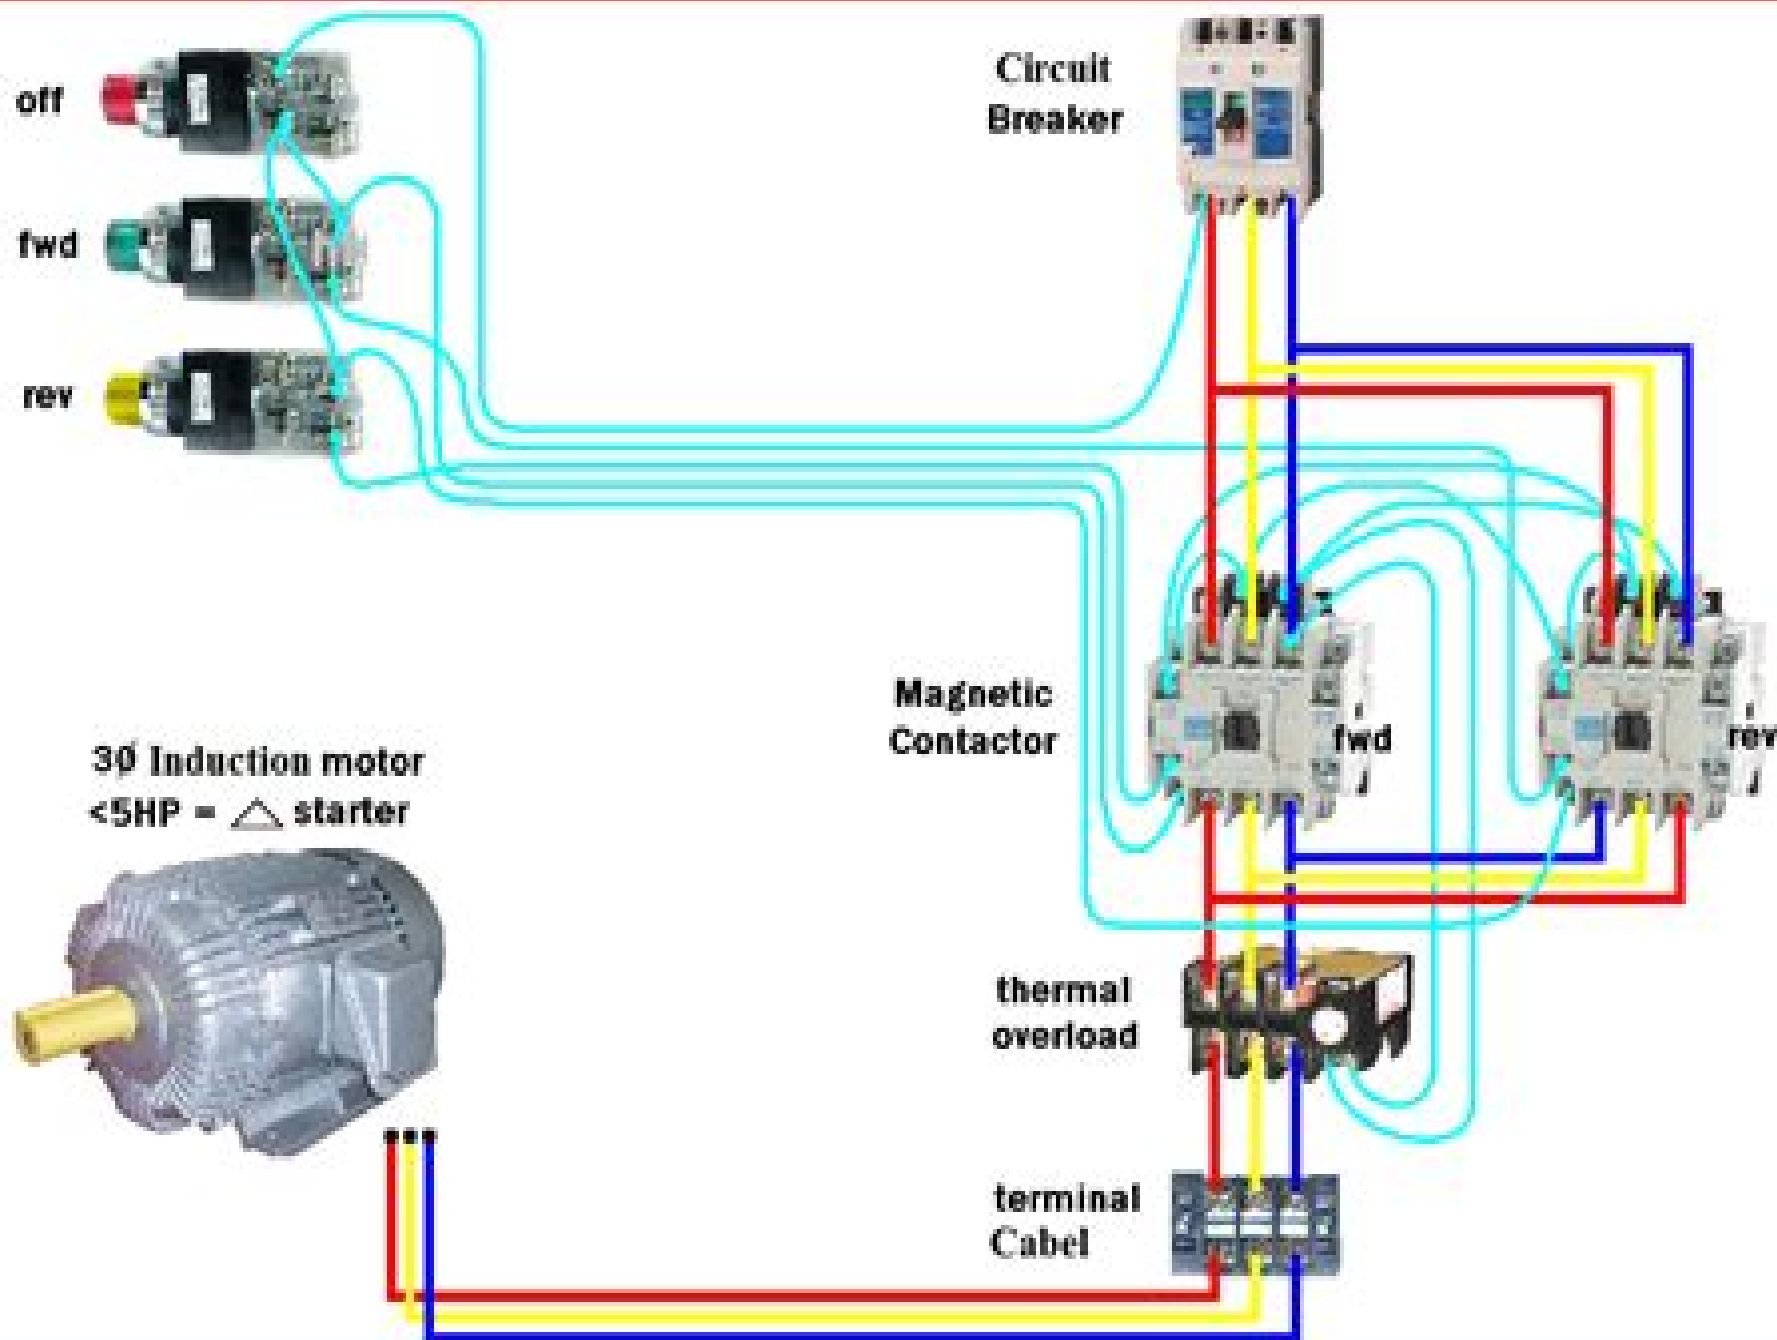 off
Circuit
Breaker
fwd
rev
Magnetic
Contactor
fwd
rev
3Ø Induction motor
<5HP = △ starter
thermal
overload
terminal
Cabel